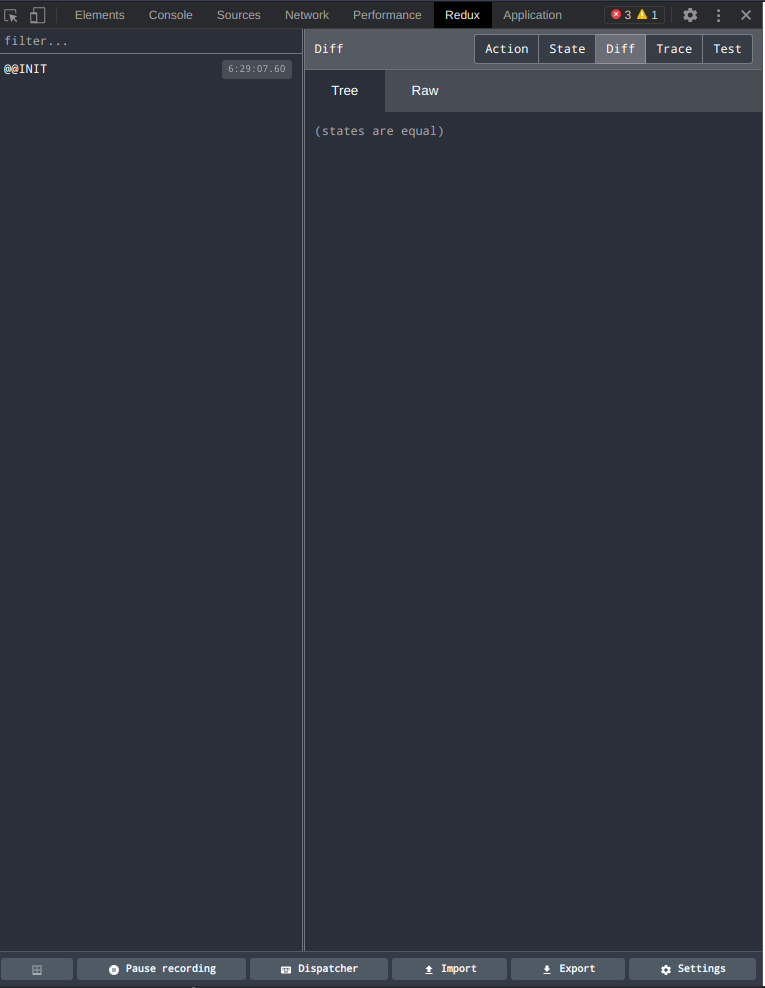 Elements Console Sources Network Performance Redux Application 3 1
filter...
Diff Action State Diff Trace Test
@@INIT 6:29:07.60
Tree Raw
(states are equal)
Pause recording Dispatcher Import Export Settings